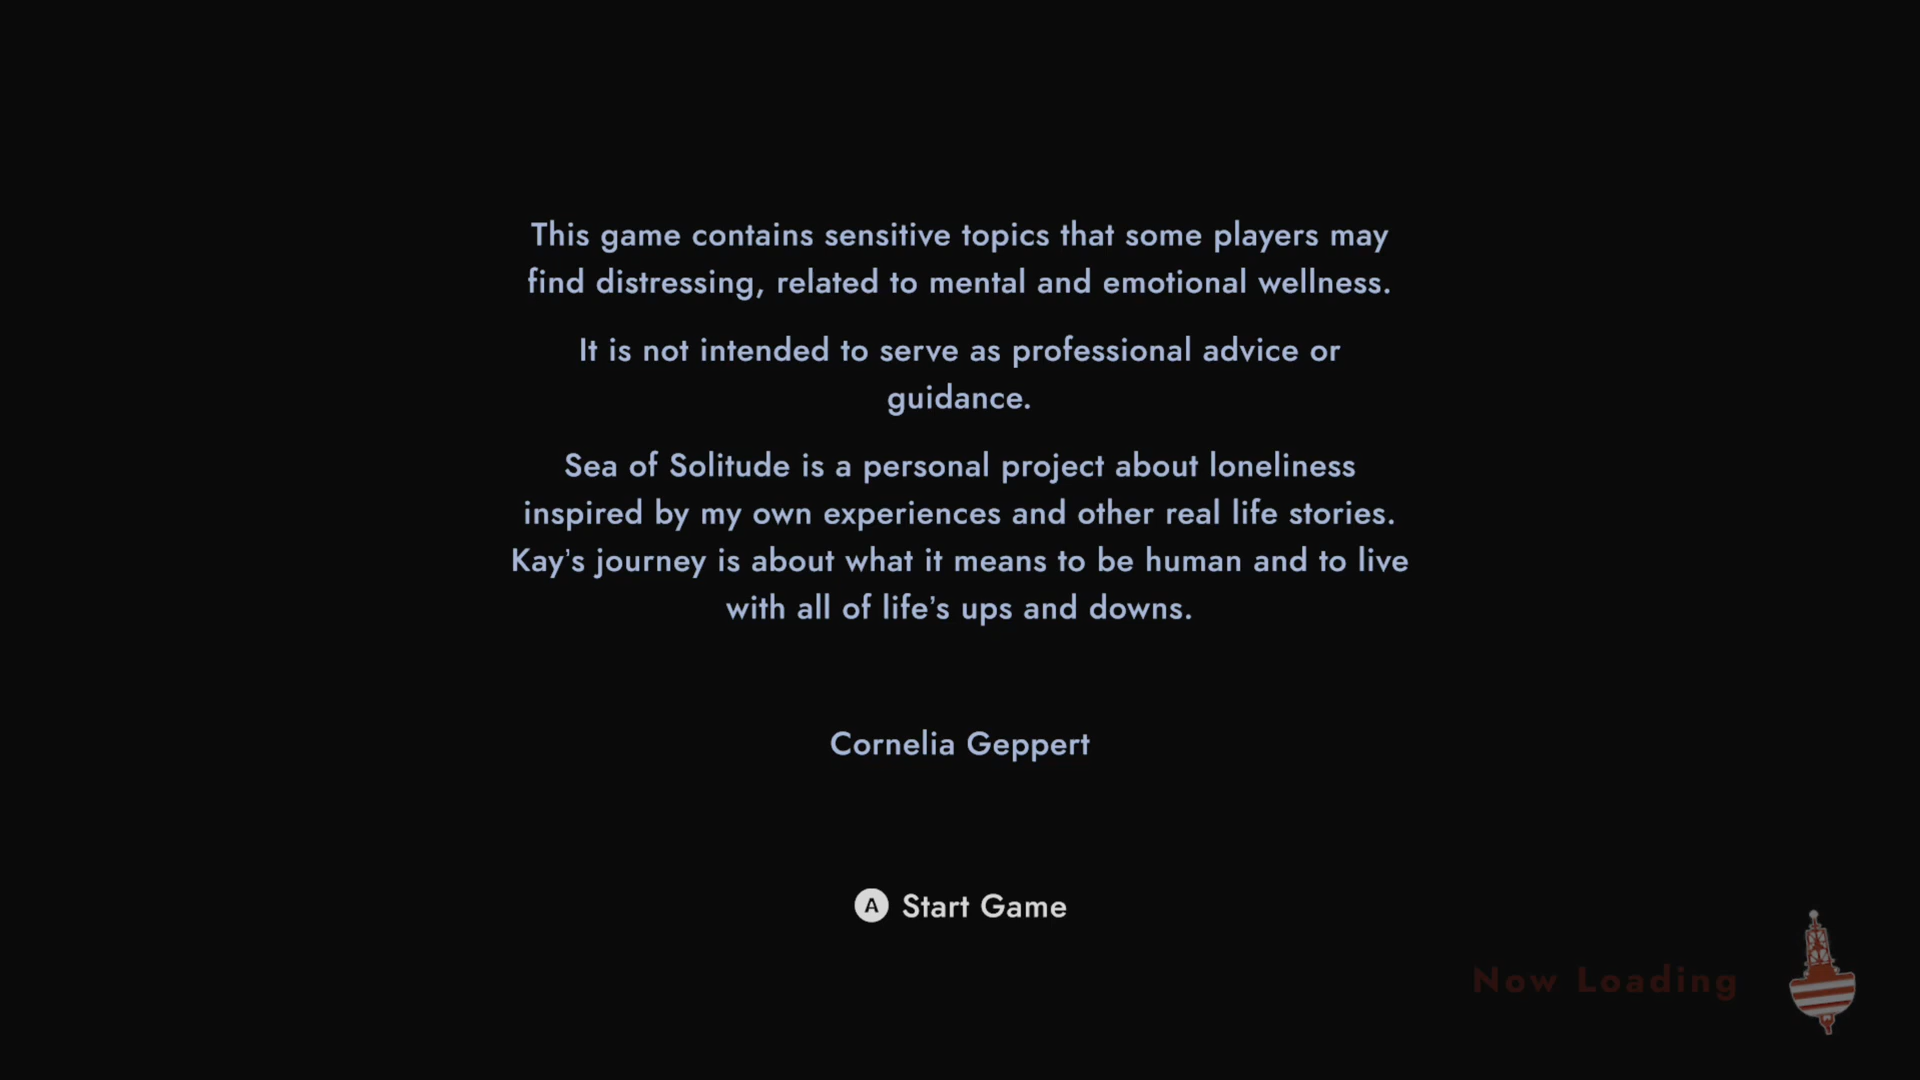 This game contains sensitive topics that some players may
find distressing, related to mental and emotional wellness.
It is not intended to serve as professional advice or
guidance.
Sea of Solitude is a personal project about loneliness
inspired by my own experiences and other real life stories.
Kay’s journey is about what it means to be human and to live
with all of life’s ups and downs.
Cornelia Geppert
A Start Game
Now Loading